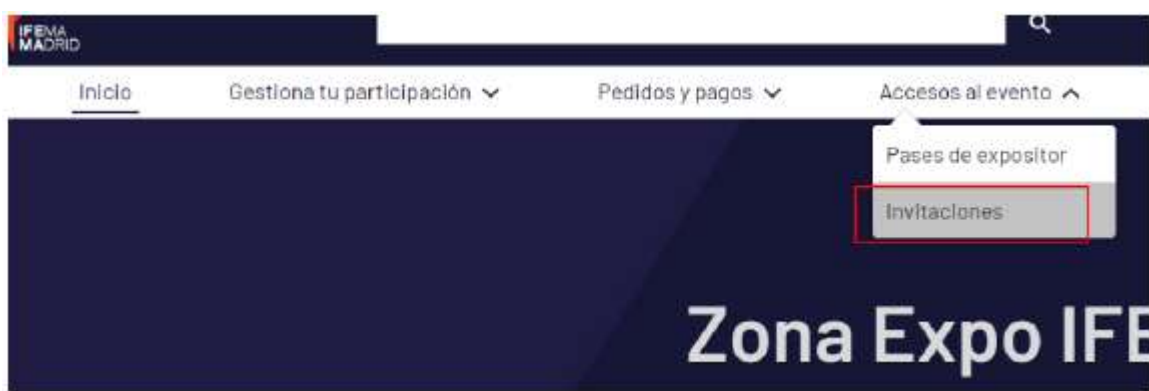 IFEMA
MADRID
Inicio Gestiona tu participación Pedidos y pagos Accesos al evento
Pases de expositor
Invitaciones
Zona Expo IFE